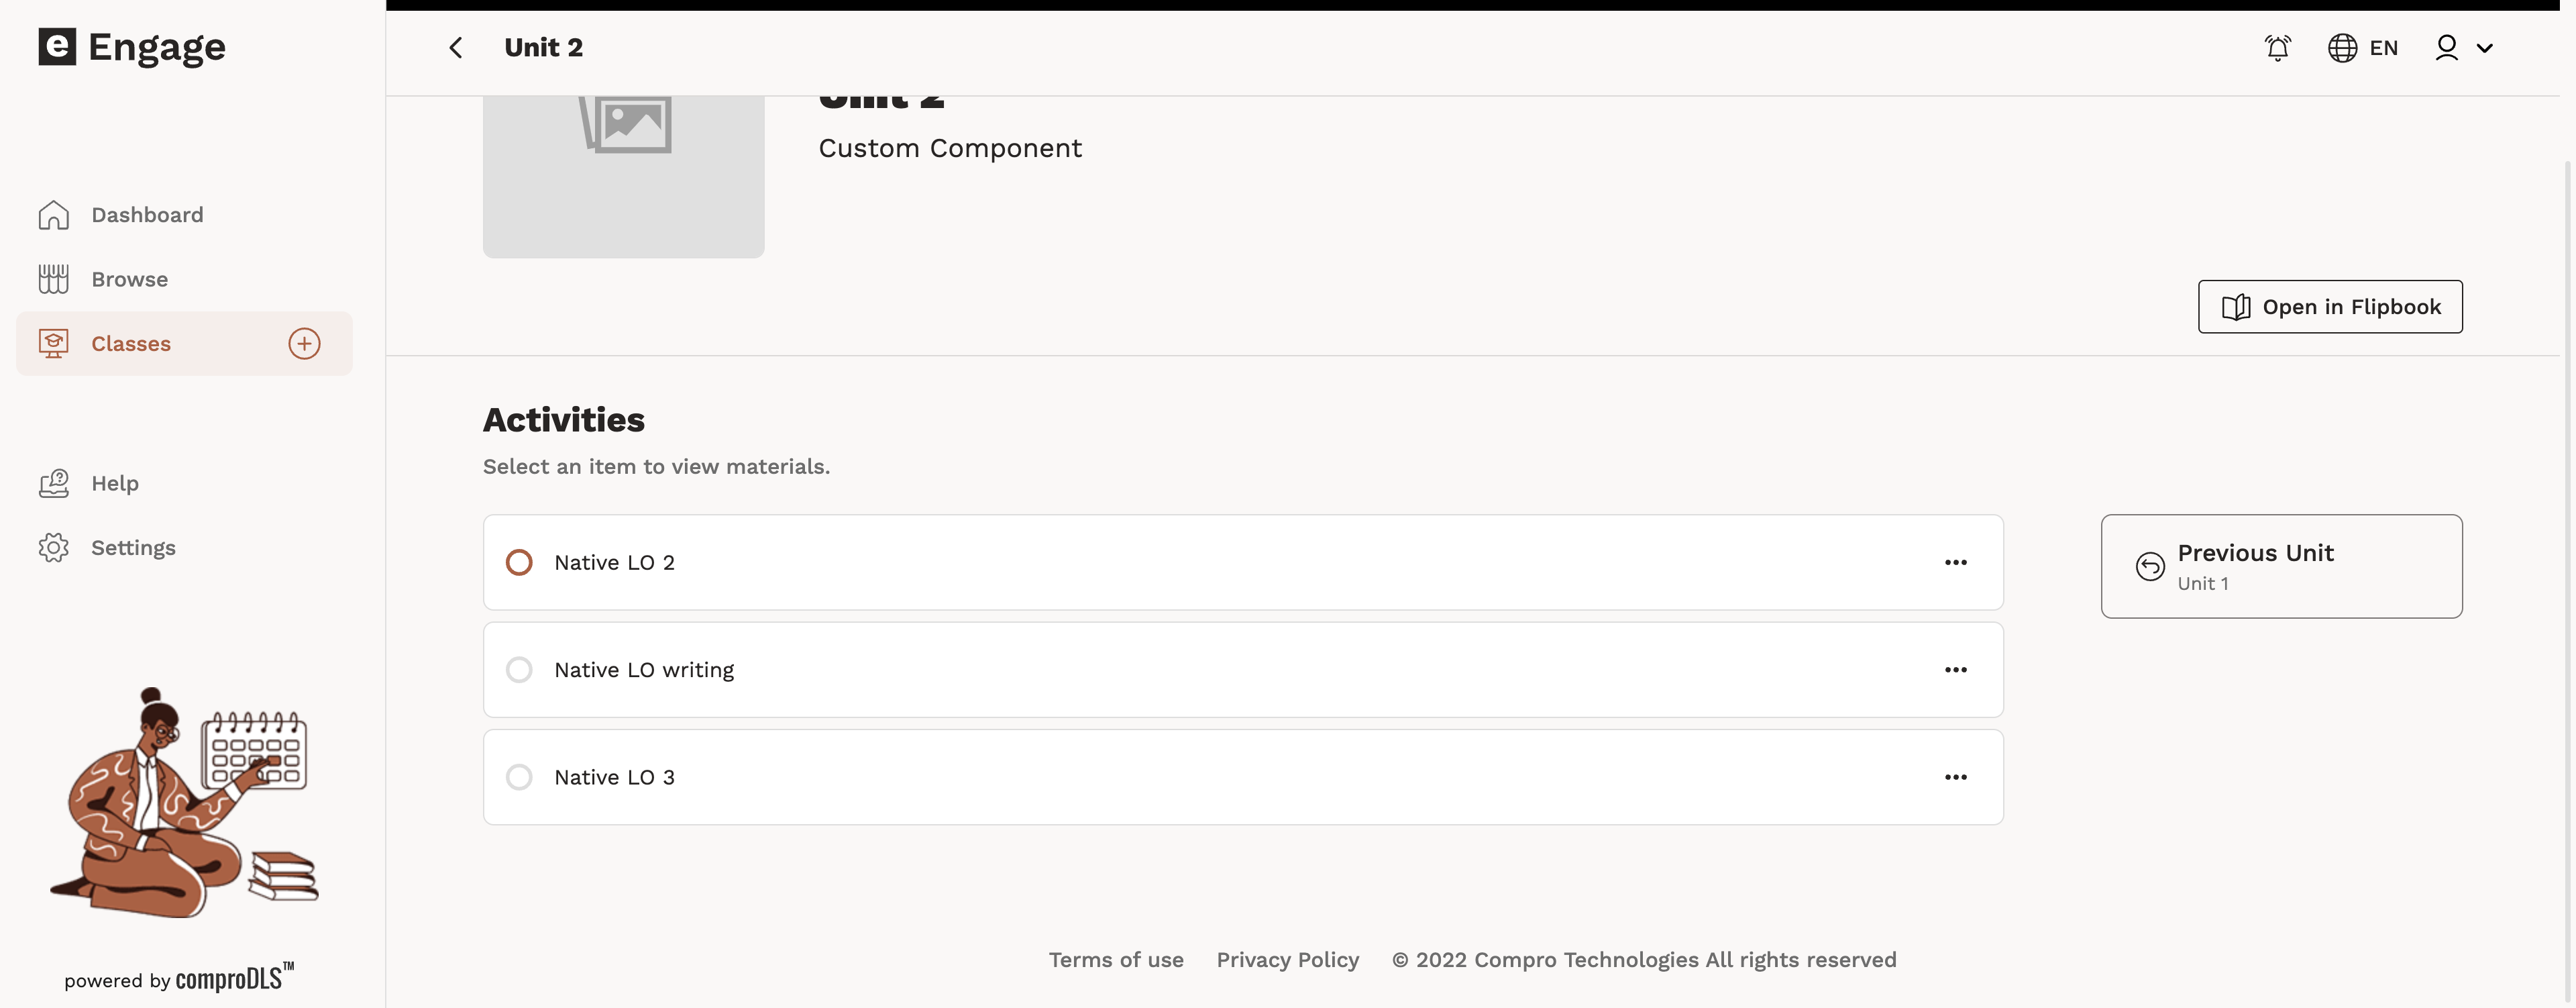 e Engage
Unit 2
EN
Dashboard
Browse
Classes
Help
Settings
powered by comproDLS™
Unit 2
Custom Component
Open in Flipbook
Activities
Select an item to view materials.
Native LO 2
Native LO writing
Native LO 3
Previous Unit
Unit 1
Terms of use Privacy Policy © 2022 Compro Technologies All rights reserved